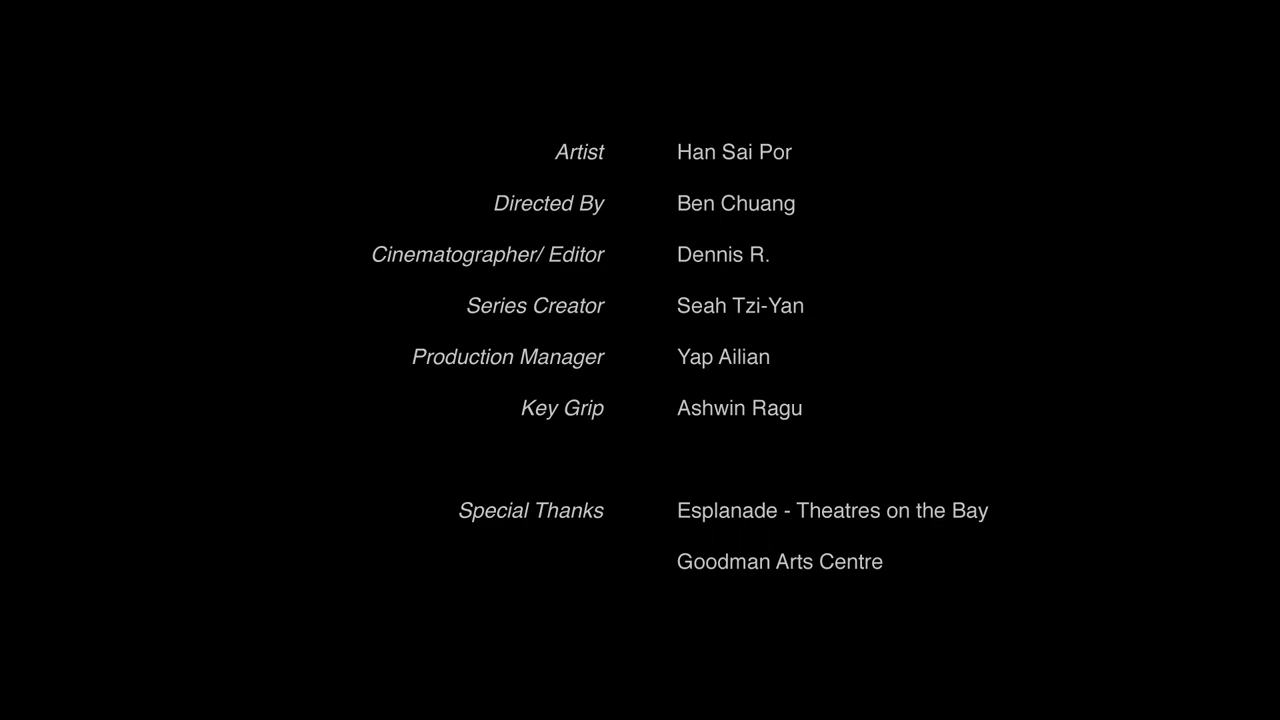 Artist Han Sai Por
Directed By Ben Chuang
Cinematographer/ Editor Dennis R.
Series Creator Seah Tzi-Yan
Production Manager Yap Ailian
Key Grip Ashwin Ragu
Special Thanks Esplanade - Theatres on the Bay
Goodman Arts Centre